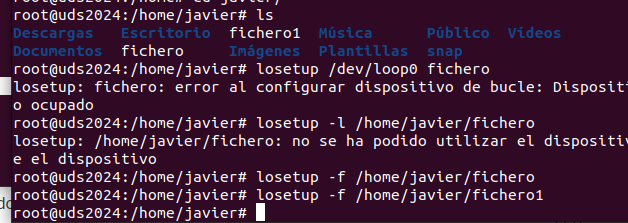 root@uds2024:/home/javier# ls
Descargas Escritorio fichero1 Música Público Vídeos
Documentos fichero Imágenes Plantillas snap
root@uds2024:/home/javier# losetup /dev/loop0 fichero
losetup: fichero: error al configurar dispositivo de bucle: Dispositi
o ocupado
root@uds2024:/home/javier# losetup -l /home/javier/fichero
losetup: /home/javier/fichero: no se ha podido utilizar el dispositiv
e el dispositivo
root@uds2024:/home/javier# losetup -f /home/javier/fichero
root@uds2024:/home/javier# losetup -f /home/javier/fichero1
root@uds2024:/home/javier#